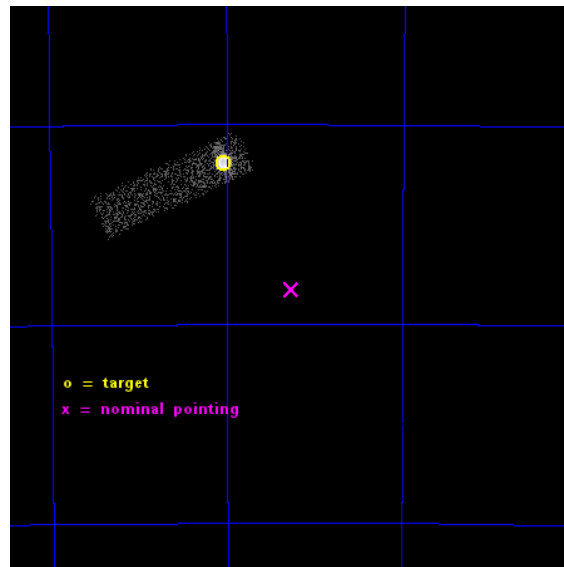 o = target
x = nominal pointing